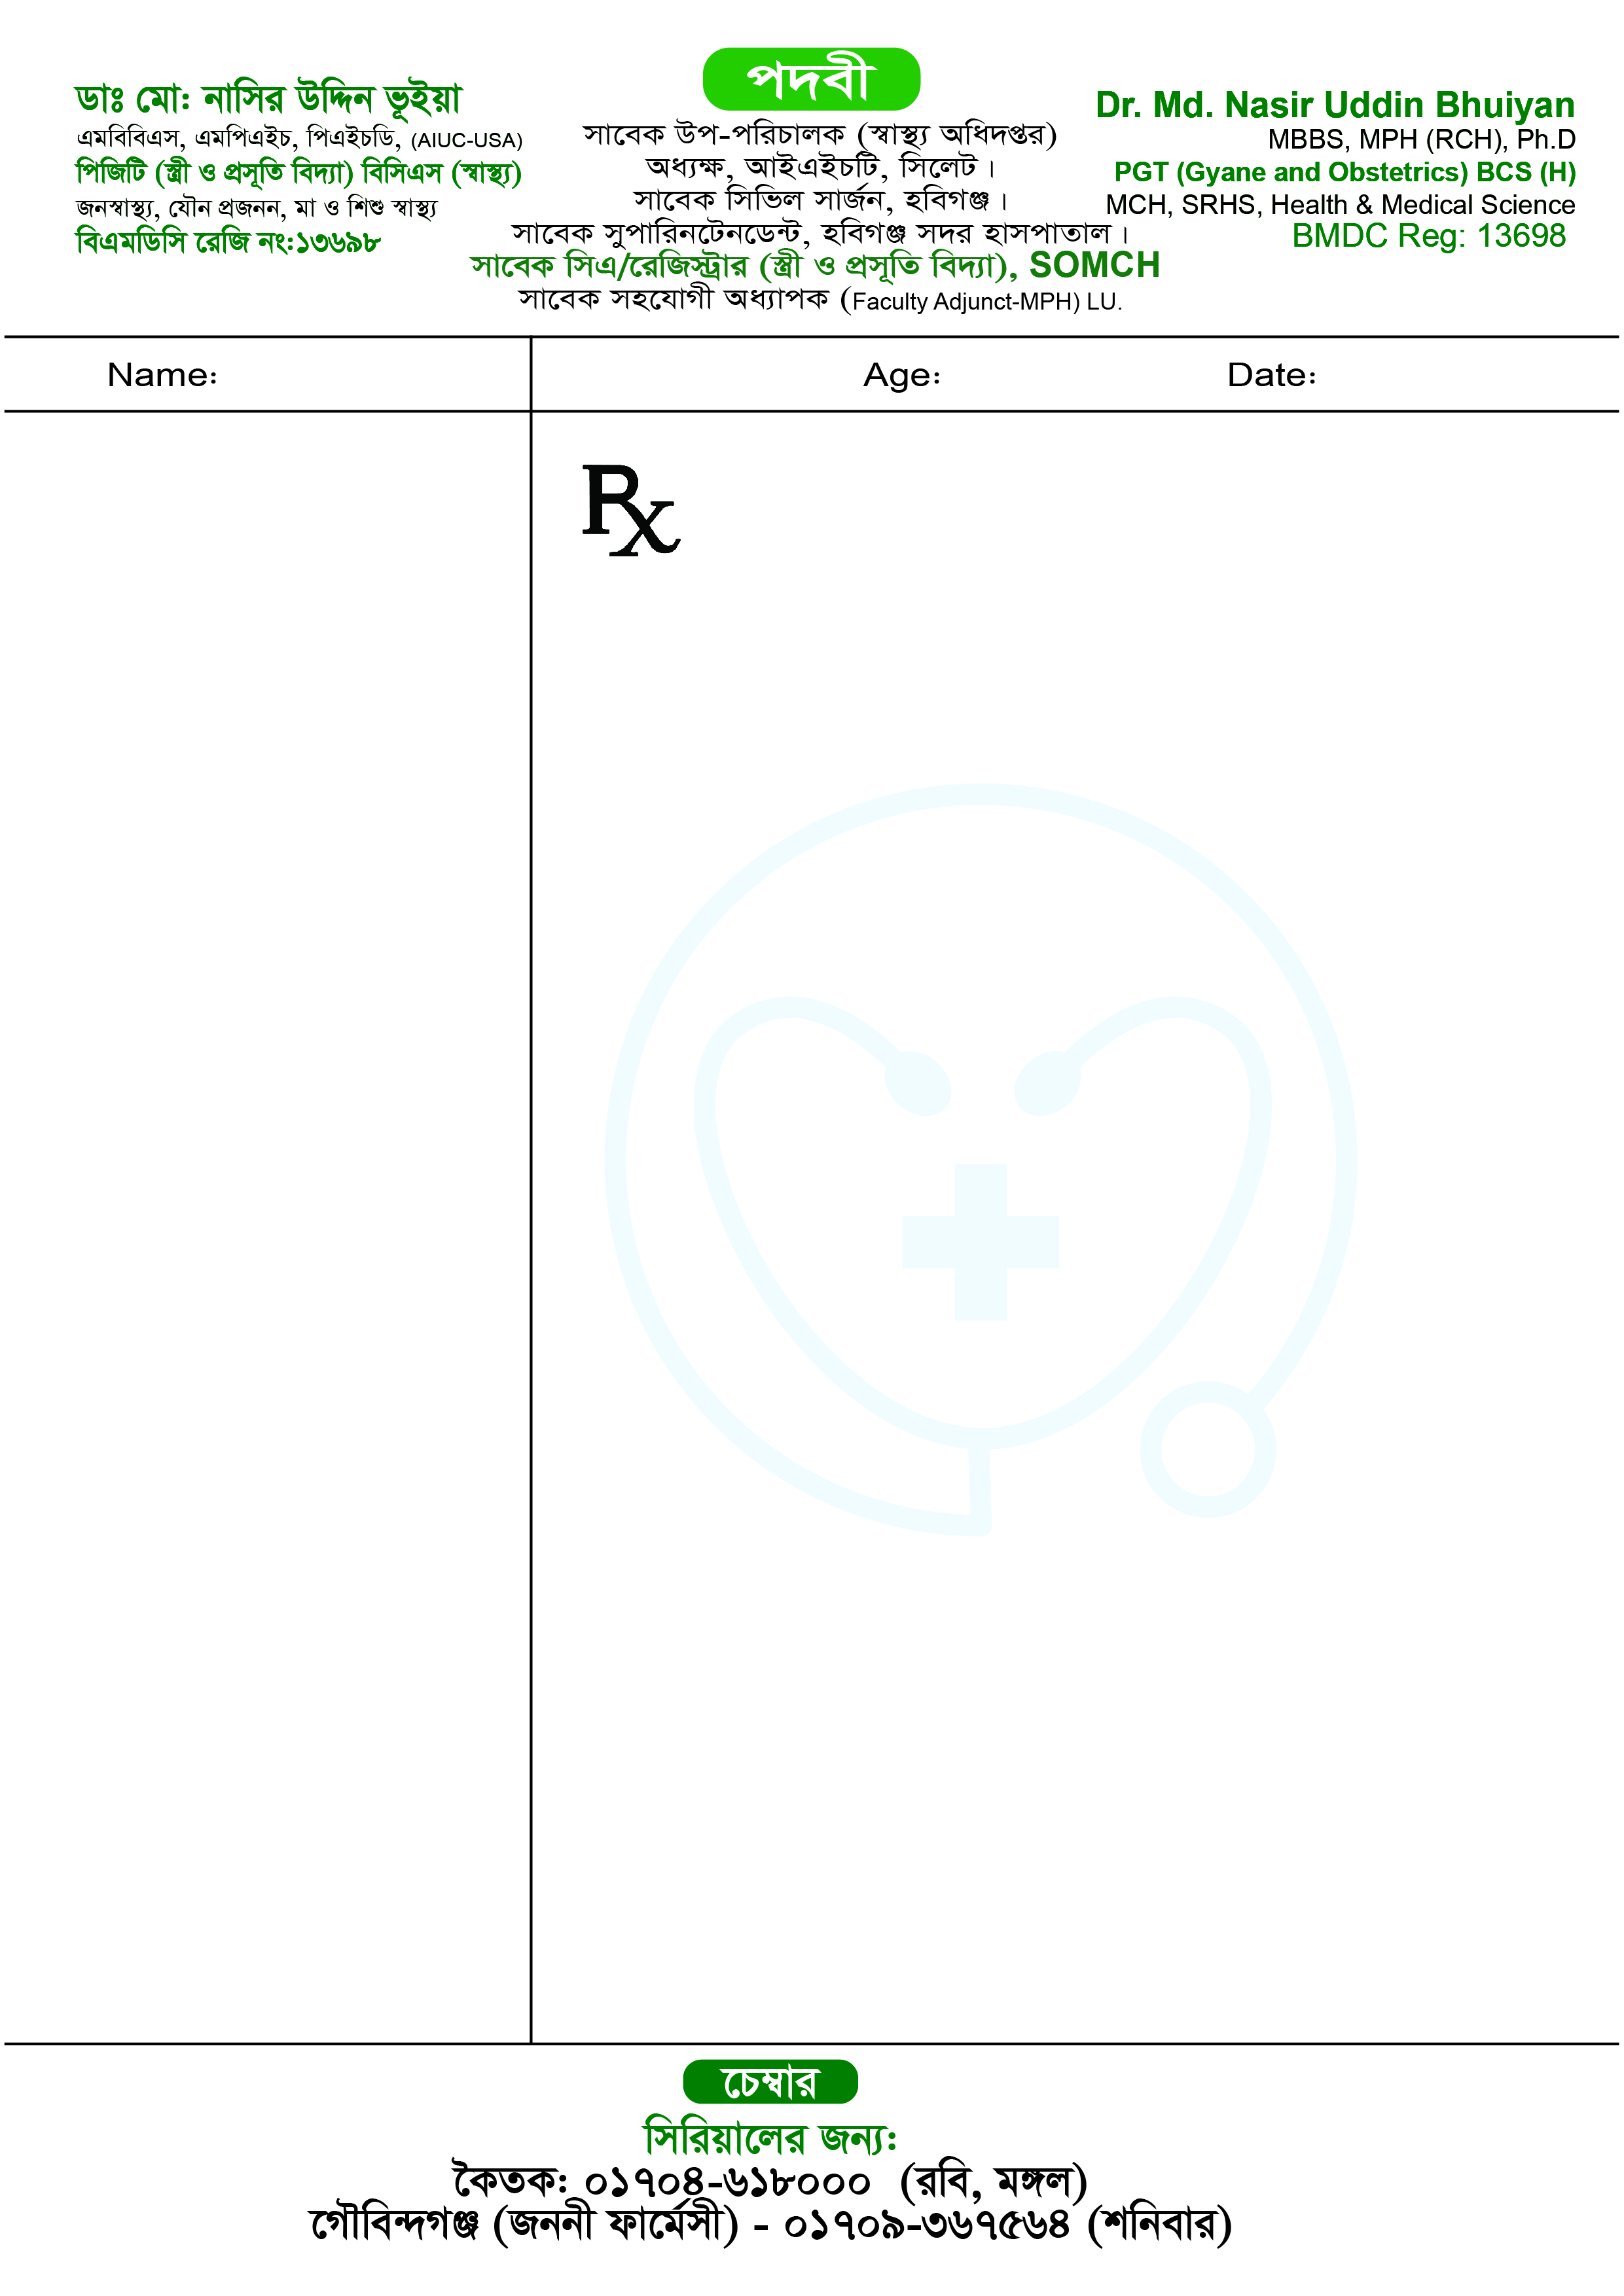 ডাঃ মো: নাসির উদ্দিন ভূইয়া
এমবিবিএস, এমপিএইচ, পিএইচডি, (AIUC-USA)
পিজিটি (স্ত্রী ও প্রসূতি বিদ্যা) বিসিএস (স্বাস্থ্য)
জনস্বাস্থ্য, যৌন প্রজনন, মা ও শিশু স্বাস্থ্য
বিএমডিসি রেজি নং:১৩৬৯৮
পদবী
সাবেক উপ-পরিচালক (স্বাস্থ্য অধিদপ্তর)
অধ্যক্ষ, আইএইচটি, সিলেট।
সাবেক সিভিল সার্জন, হবিগঞ্জ।
সাবেক সুপারিনটেনডেন্ট, হবিগঞ্জ সদর হাসপাতাল।
সাবেক সিএ/রেজিস্ট্রার (স্ত্রী ও প্রসূতি বিদ্যা), SOMCH
সাবেক সহযোগী অধ্যাপক (Faculty Adjunct-MPH) LU.
Dr. Md. Nasir Uddin Bhuiyan
MBBS, MPH (RCH), Ph.D
PGT (Gyane and Obstetrics) BCS (H)
MCH, SRHS, Health & Medical Science
BMDC Reg: 13698
Name: Age: Date:
Rx
চেম্বার
সিরিয়ালের জন্য:
কৈতক: ০১৭০৪-৬১৮০০০ (রবি, মঙ্গল)
গৌবিন্দগঞ্জ (জননী ফার্মেসী) - ০১৭০৯-৩৬৭৫৬৪ (শনিবার)